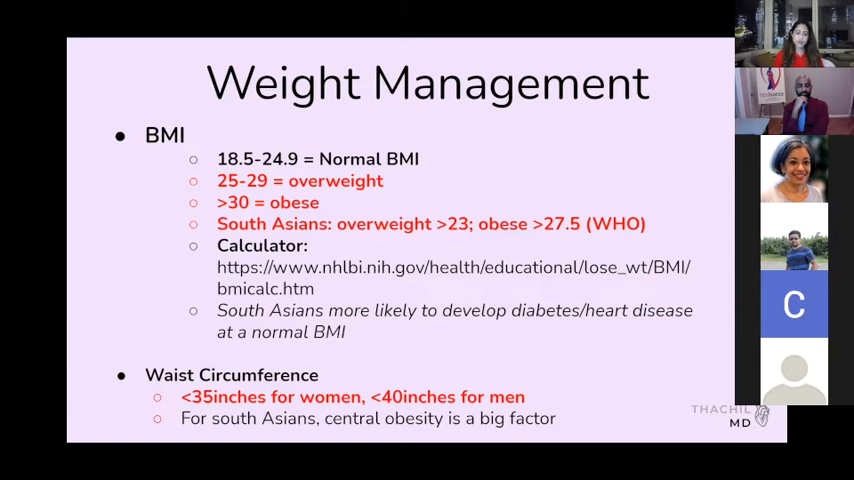 Weight Management
● BMI
○ 18.5-24.9 = Normal BMI
○ 25-29 = overweight
○ >30 = obese
○ South Asians: overweight >23; obese >27.5 (WHO)
○ Calculator:
https://www.nhlbi.nih.gov/health/educational/lose_wt/BMI/
bmicalc.htm
○ South Asians more likely to develop diabetes/heart disease
at a normal BMI
● Waist Circumference
○ <35inches for women, <40inches for men
○ For south Asians, central obesity is a big factor
THACHIL
MD
C